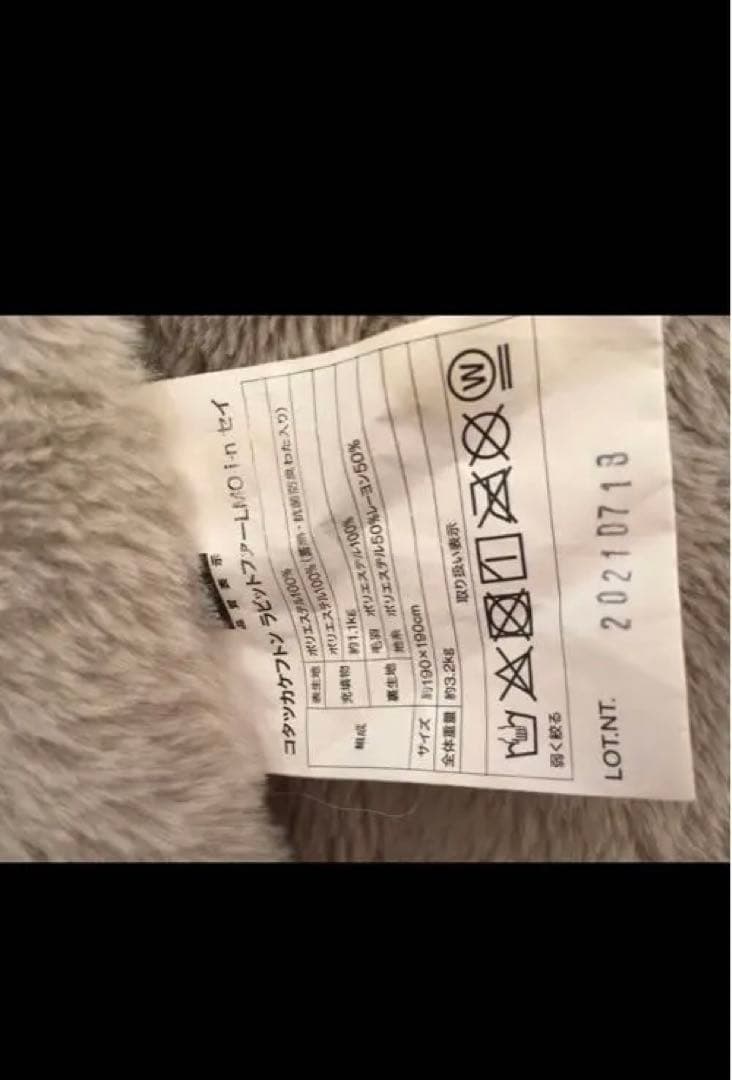 品質表示
コタツカケフトン ラビットファーLMO i-n セイ
組成
表生地 ポリエステル100%
充填物 ポリエステル100%(蓄熱・抗菌防臭わた入り)
約1.1kg
裏生地 毛羽 ポリエステル100%
地糸 ポリエステル50%レーヨン50%
サイズ 約190×190cm
全体重量 約3.2kg
取り扱い表示
W
弱く絞る
LOT.NT. 20210713